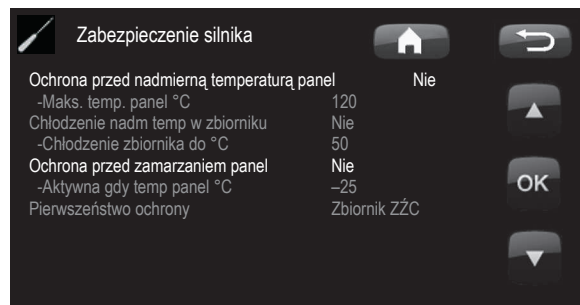 Zabezpieczenie silnika
Ochrona przed nadmierną temperaturą panel Nie
-Maks. temp. panel °C 120
Chłodzenie nadm temp w zbiorniku Nie
-Chłodzenie zbiornika do °C 50
Ochrona przed zamarzaniem panel Nie
-Aktywna gdy temp panel °C –25
Pierwszeństwo ochrony Zbiornik ZŹC
OK